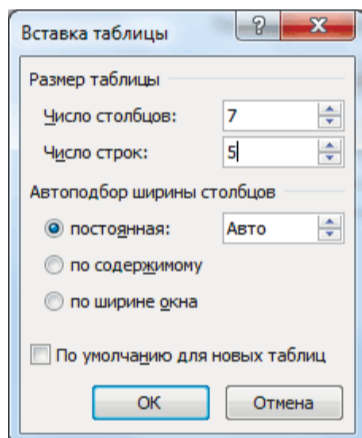 Вставка таблицы
Размер таблицы
Число столбцов: 7
Число строк: 5
Автоподбор ширины столбцов
постоянная: Авто
по содержимому
по ширине окна
По умолчанию для новых таблиц
ОК Отмена